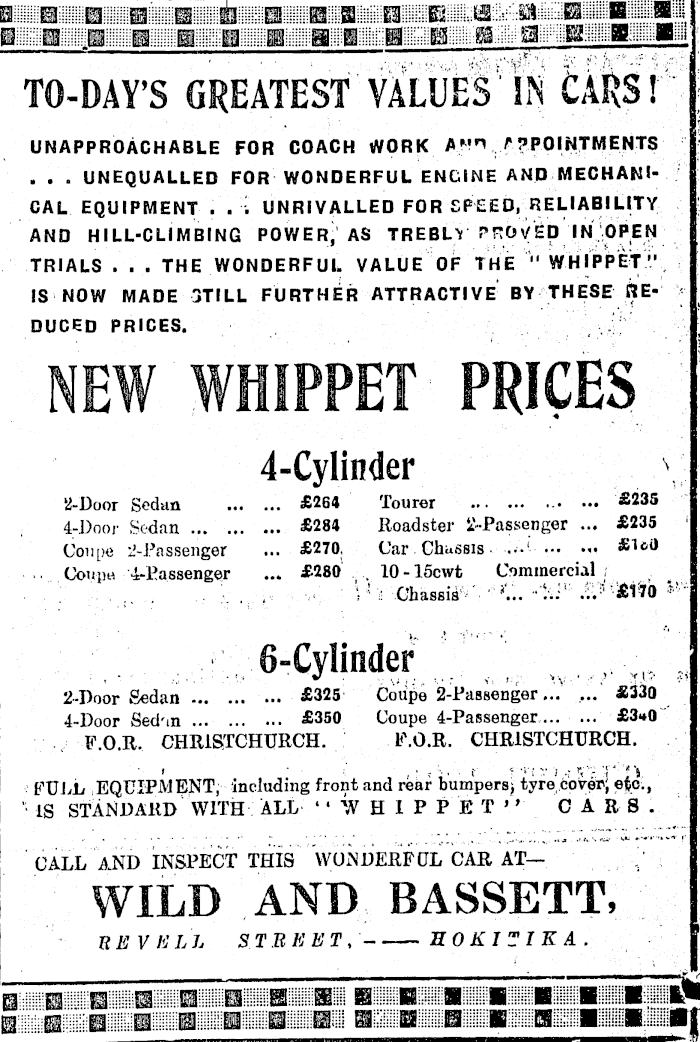 TO-DAY'S GREATEST VALUES IN CARS!
UNAPPROACHABLE FOR COACH WORK AND APPOINTMENTS
. . . UNEQUALLED FOR WONDERFUL ENGINE AND MECHANI-
CAL EQUIPMENT . . . UNRIVALLED FOR SPEED, RELIABILITY
AND HILL-CLIMBING POWER, AS TREBLY PROVED IN OPEN
TRIALS . . . THE WONDERFUL VALUE OF THE "WHIPPET"
IS NOW MADE STILL FURTHER ATTRACTIVE BY THESE RE-
DUCED PRICES.
NEW WHIPPET PRICES
4-Cylinder
2-Door Sedan ... ... £264
4-Door Sedan ... ... ... £284
Coupe 2-Passenger ... £270
Coupe 4-Passenger ... £280
Tourer ... ... ... ... £235
Roadster 2-Passenger ... £235
Car Chassis ... ... ...
10-15cwt Commercial
Chassis ... ... ... £170
6-Cylinder
2-Door Sedan ... ... ... £325
4-Door Sedan ... ... ... £350
F.O.R. CHRISTCHURCH.
Coupe 2-Passenger ... ... £330
Coupe 4-Passenger ... ... £340
F.O.R. CHRISTCHURCH.
FULL EQUIPMENT, including front and rear bumpers, tyre cover, etc.,
IS STANDARD WITH ALL "WHIPPET" CARS.
CALL AND INSPECT THIS WONDERFUL CAR AT—
WILD AND BASSETT,
REVELL STREET, —— HOKITIKA.